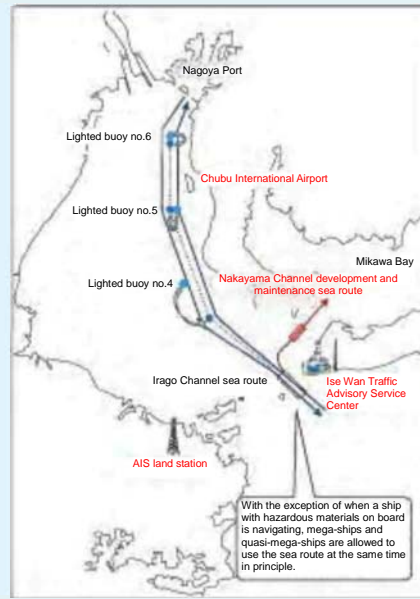 Nagoya Port
Lighted buoy no.6
Chubu International Airport
Lighted buoy no.5
Mikawa Bay
Nakayama Channel development and
maintenance sea route
Lighted buoy no.4
Irago Channel sea route
Ise Wan Traffic
Advisory Service
Center
AIS land station
With the exception of when a ship
with hazardous materials on board
is navigating, mega-ships and
quasi-mega-ships are allowed to
use the sea route at the same time
in principle.